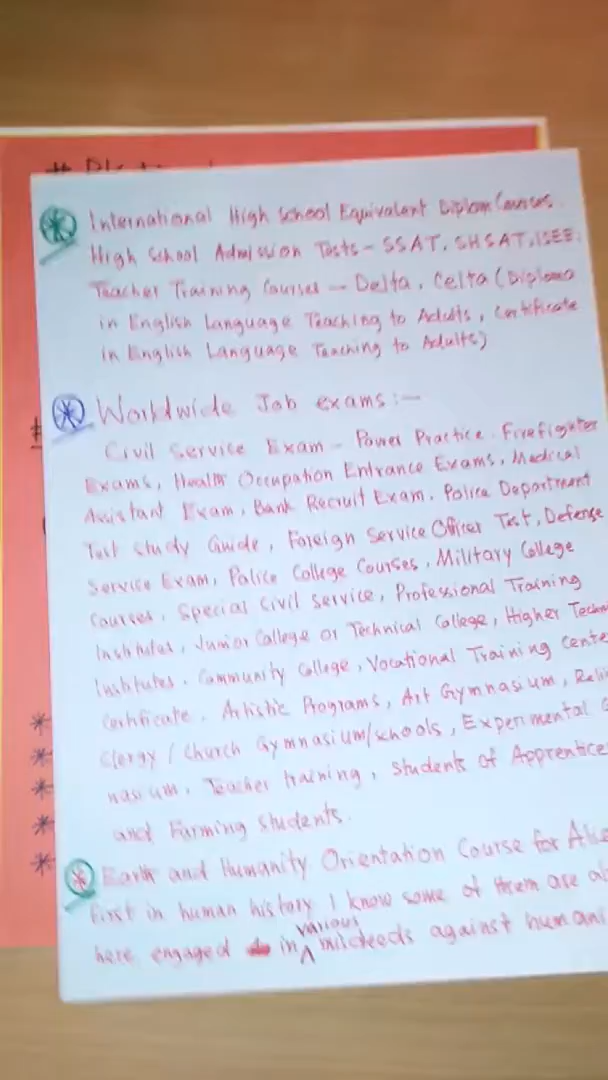 International High School Equivalent Diplom Courses.
High School Admission Tests - SSAT, SHSAT, ISEE.
Teacher Training Courses - Delta, Celta (Diploma
in English Language Teaching to Adults, Certificate
in English Language Teaching to Adults)
Worldwide Job exams :-
Civil Service Exam - Power Practice. Firefighter
Exams, Health Occupation Entrance Exams, Medical
Assistant Exam, Bank Recruit Exam, Police Department
Test Study Guide, Foreign Service Officer Test, Defense
Service Exam, Police College Courses, Military College
Courses, Special Civil Service, Professional Training
Institutes, Junior College or Technical College, Higher
Institutes, Community College, Vocational Training
Certificate, Artistic Programs, Art Gymnasium,
Clergy / Church Gymnasium/schools, Experimental
nasium, Teacher training, Students of
and Farming Students.
Earth and Humanity Orientation Course for
first in human history I know some of them are
here engaged in various misdeeds against